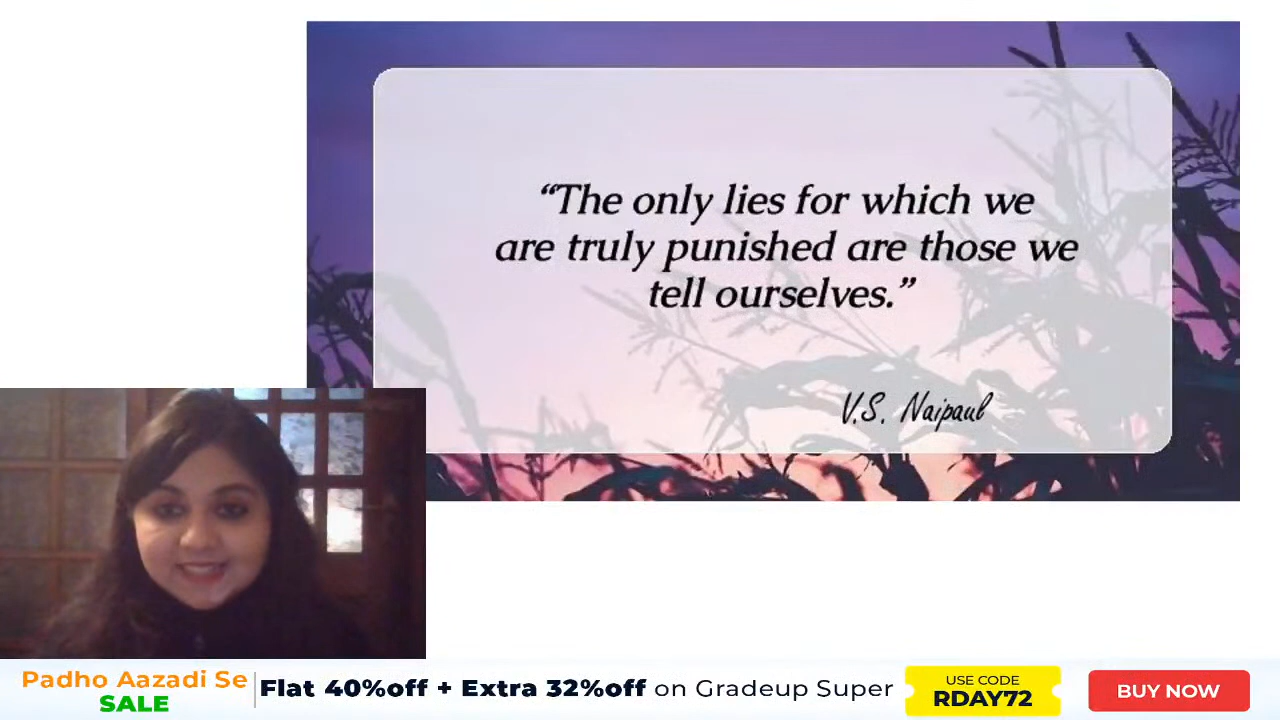 “The only lies for which we
are truly punished are those we
tell ourselves.”
V.S. Naipaul
Padho Aazadi Se
SALE
Flat 40%off + Extra 32%off on Gradeup Super
USE CODE
RDAY72
BUY NOW